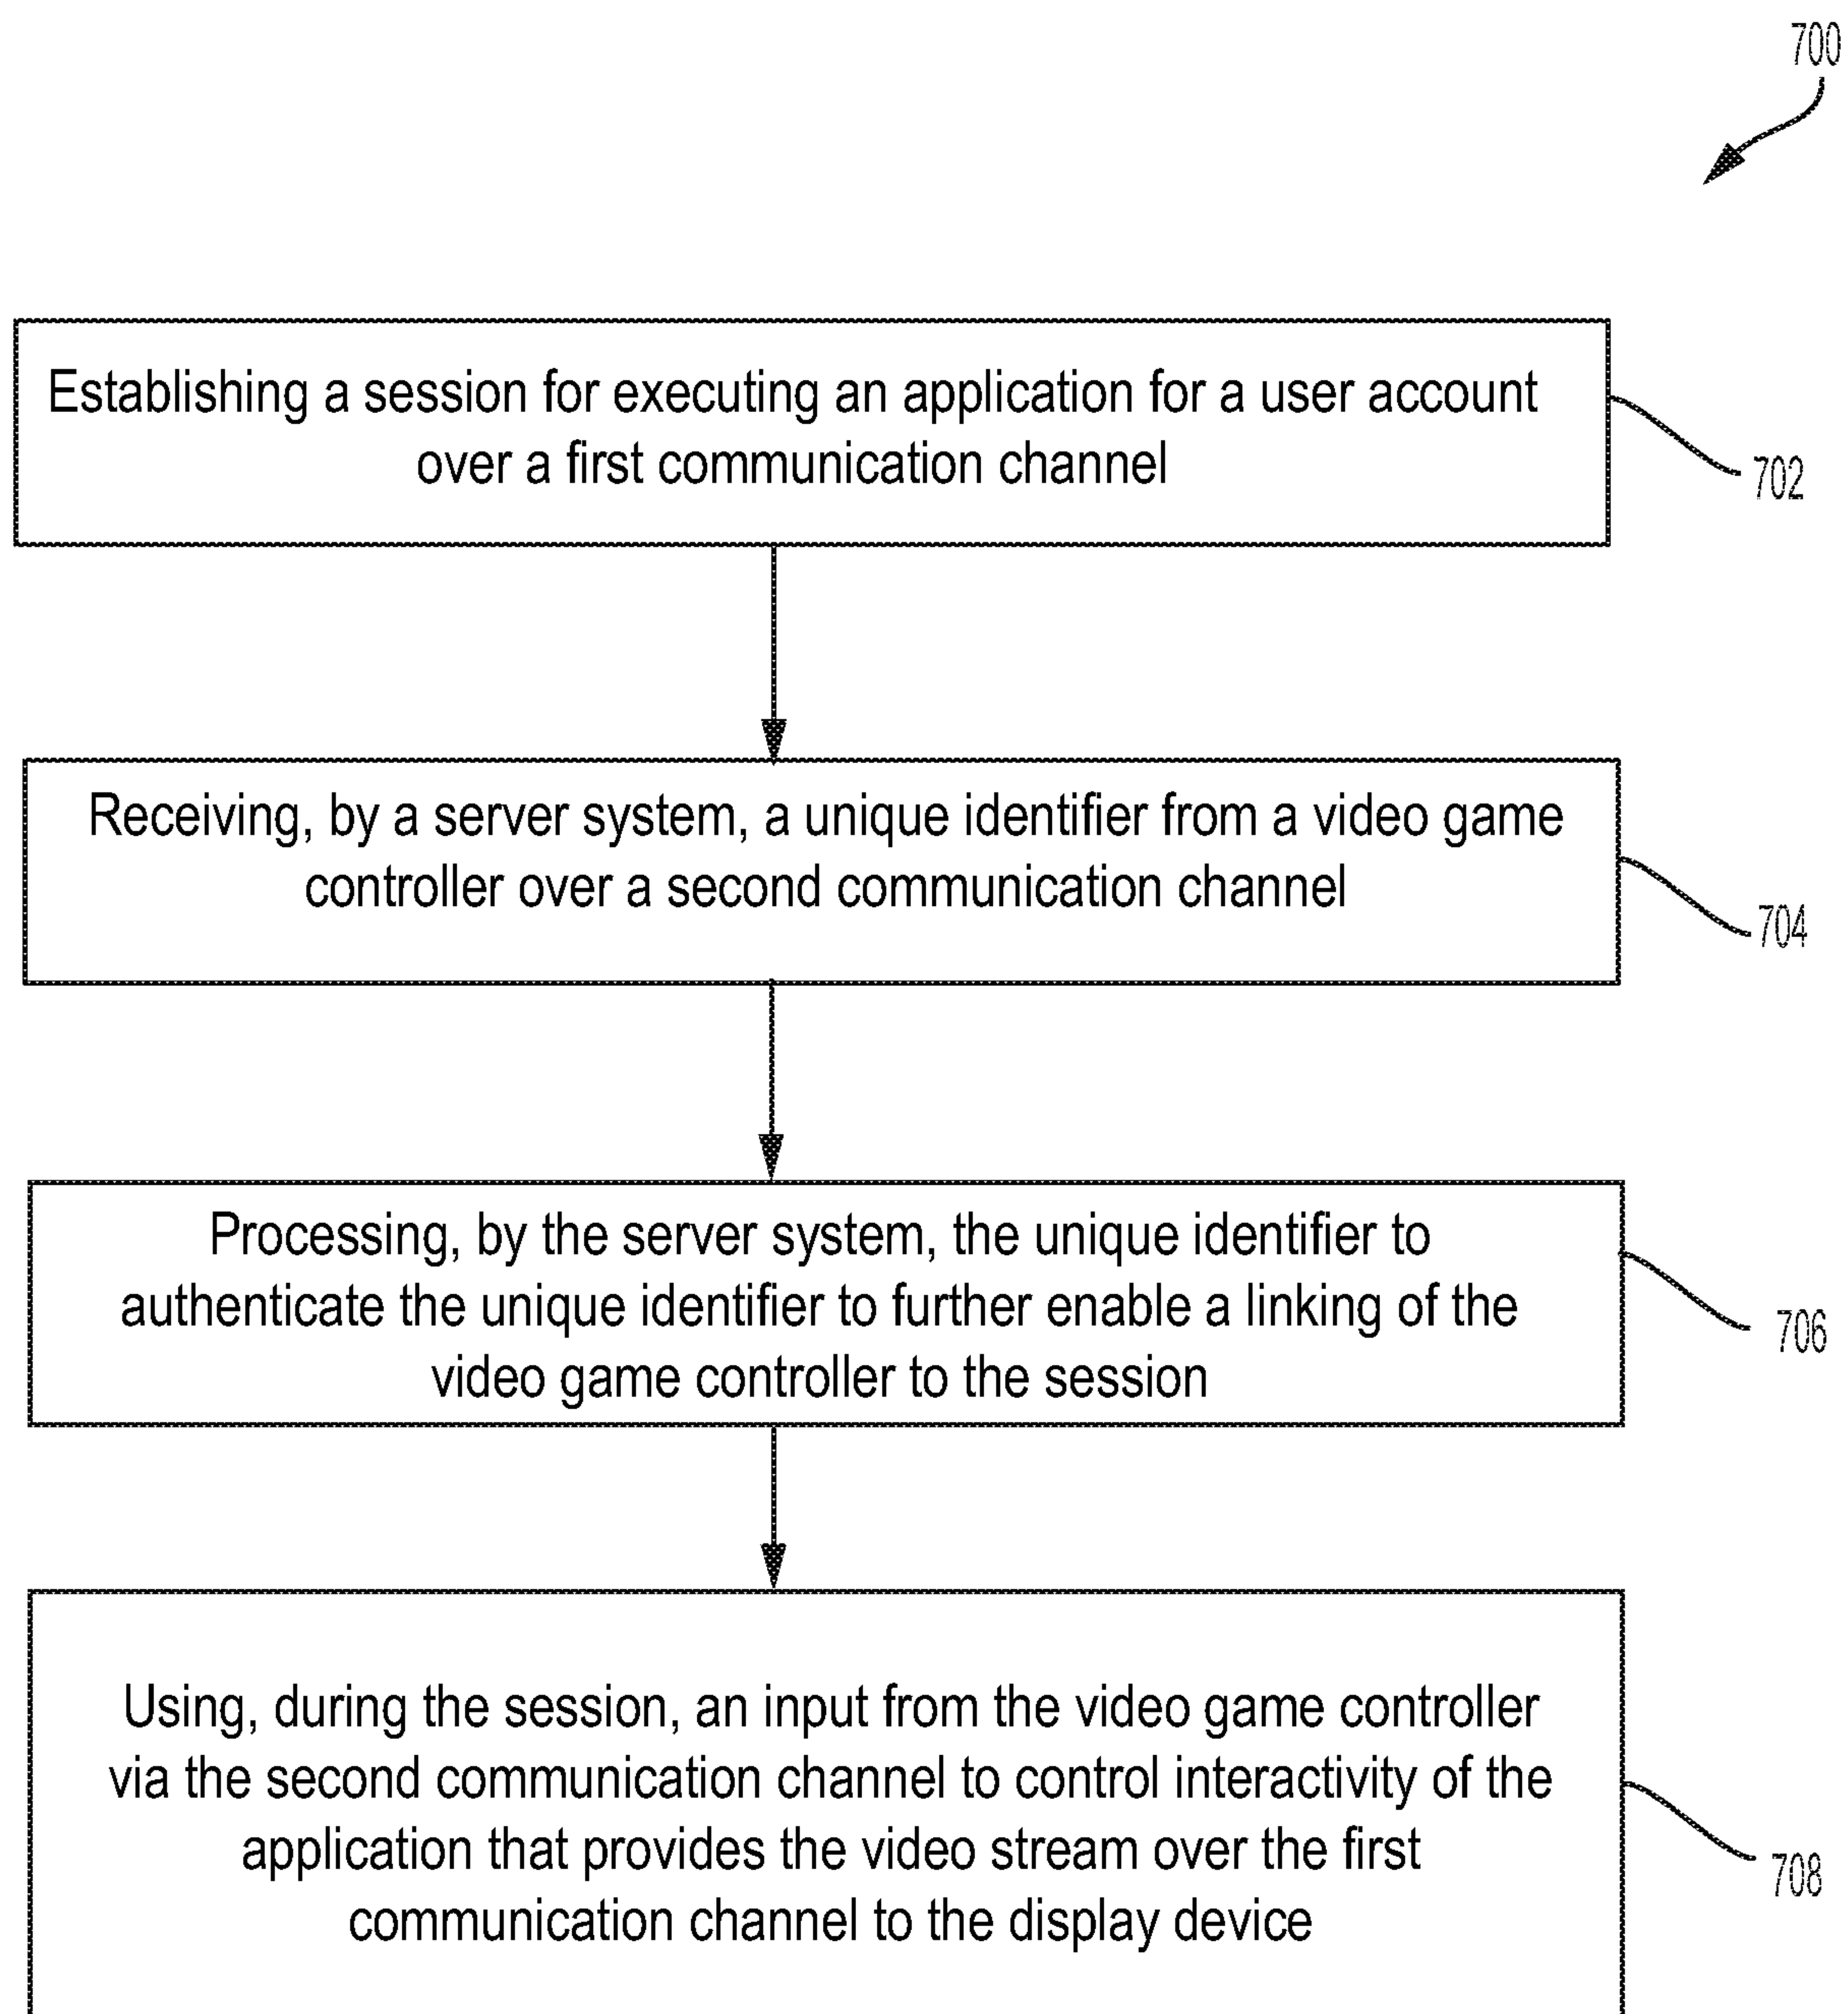 700
Establishing a session for executing an application for a user account
over a first communication channel
702
Receiving, by a server system, a unique identifier from a video game
controller over a second communication channel
704
Processing, by the server system, the unique identifier to
authenticate the unique identifier to further enable a linking of the
video game controller to the session
706
Using, during the session, an input from the video game controller
via the second communication channel to control interactivity of the
application that provides the video stream over the first
communication channel to the display device
708